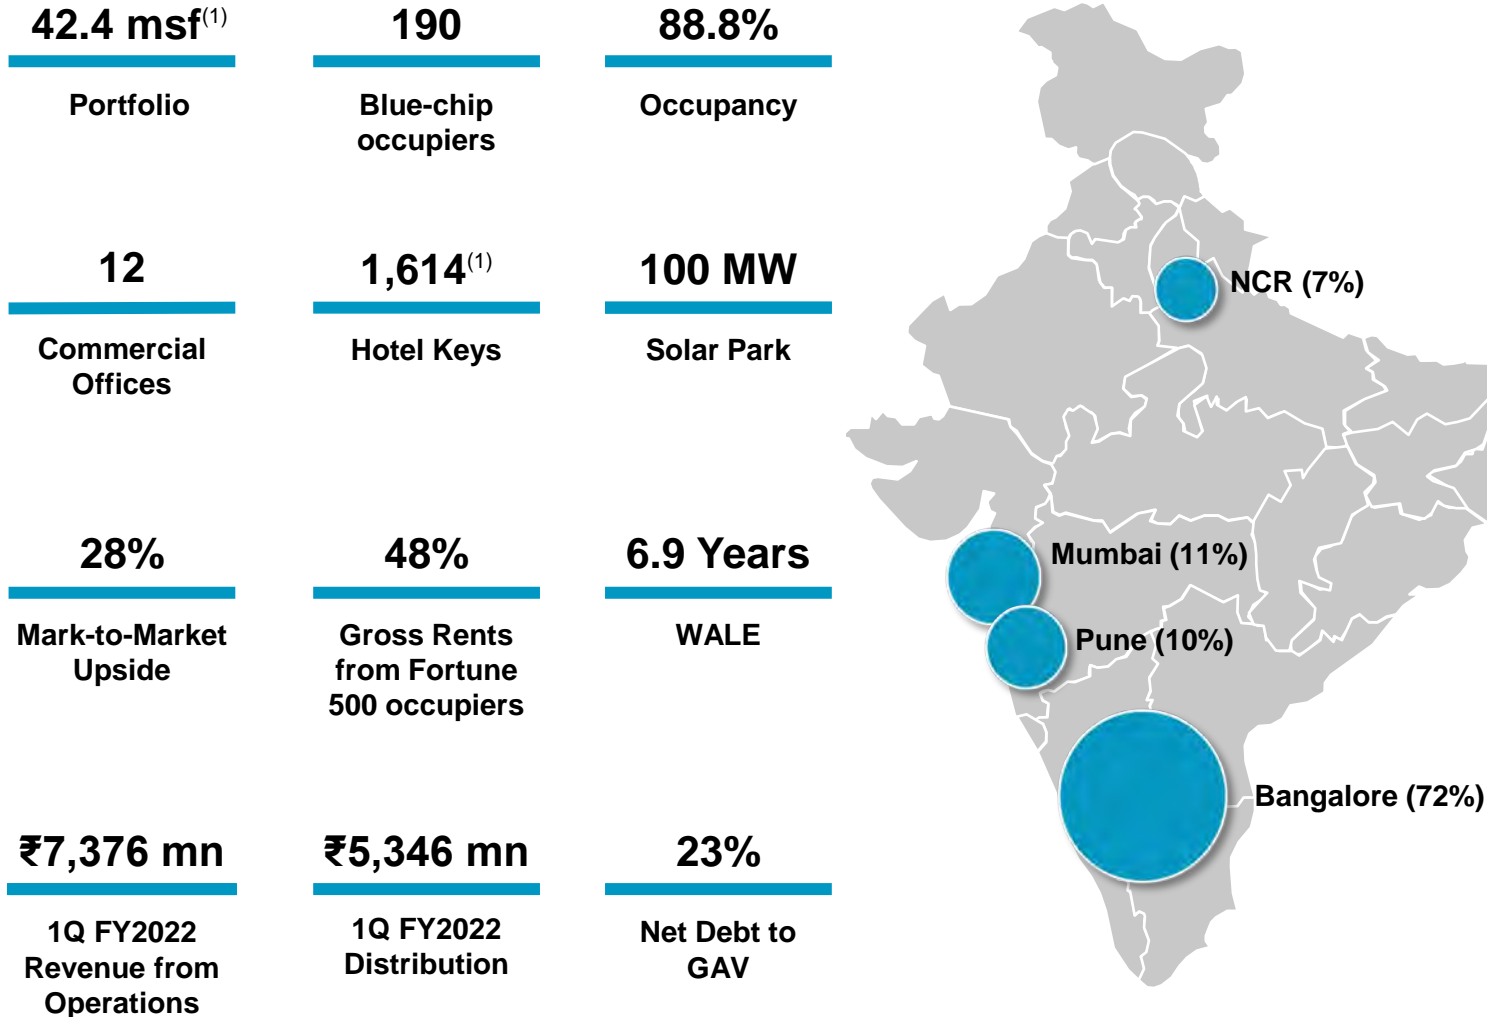 42.4 msf(1)
Portfolio
190
Blue-chip
occupiers
88.8%
Occupancy
12
Commercial
Offices
1,614(1)
Hotel Keys
100 MW
Solar Park
28%
Mark-to-Market
Upside
48%
Gross Rents
from Fortune
500 occupiers
6.9 Years
WALE
₹7,376 mn
1Q FY2022
Revenue from
Operations
₹5,346 mn
1Q FY2022
Distribution
23%
Net Debt to
GAV
NCR (7%)
Mumbai (11%)
Pune (10%)
Bangalore (72%)